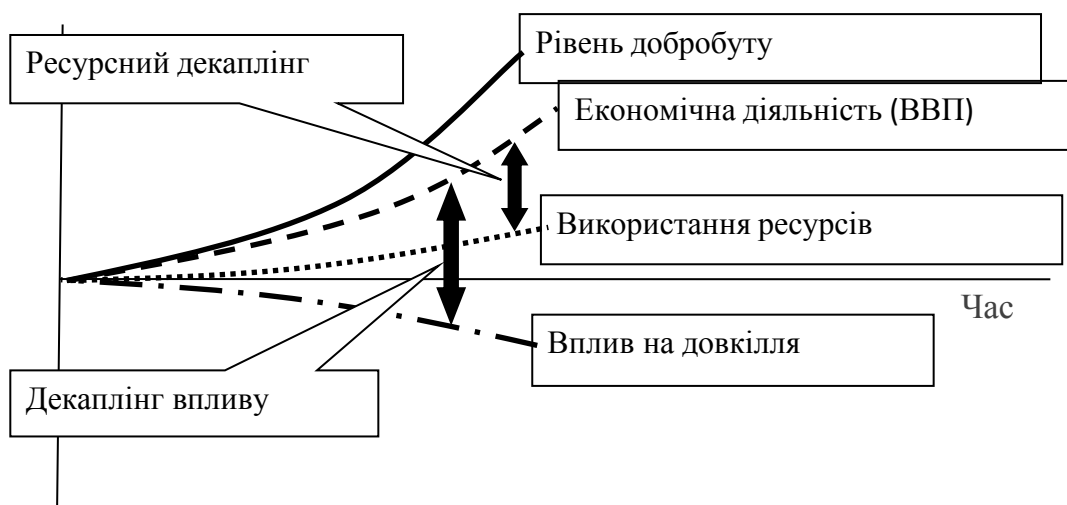 Рівень добробуту
Ресурсний декаплінг
Економічна діяльність (ВВП)
Використання ресурсів
Час
Вплив на довкілля
Декаплінг впливу